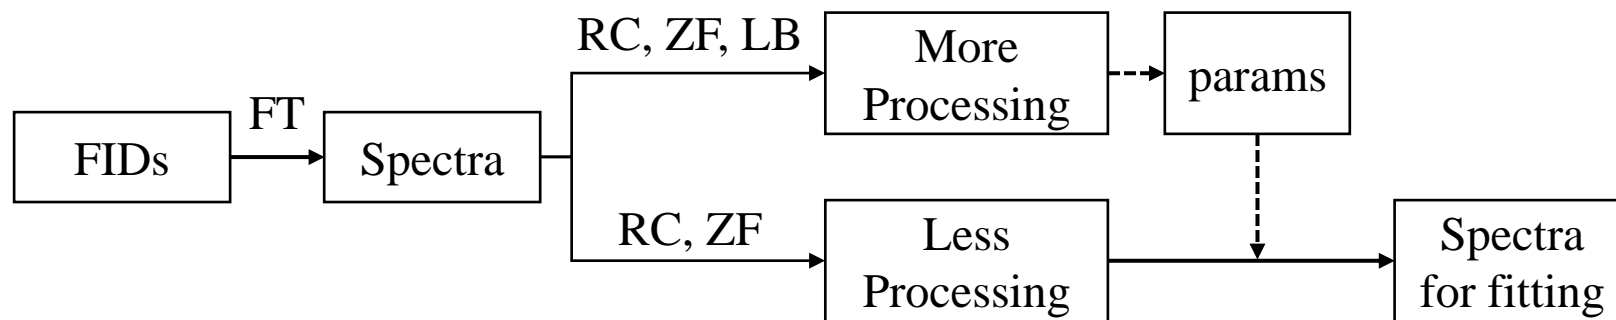 FIDs
FT
Spectra
RC, ZF, LB
More
Processing
params
RC, ZF
Less
Processing
Spectra
for fitting